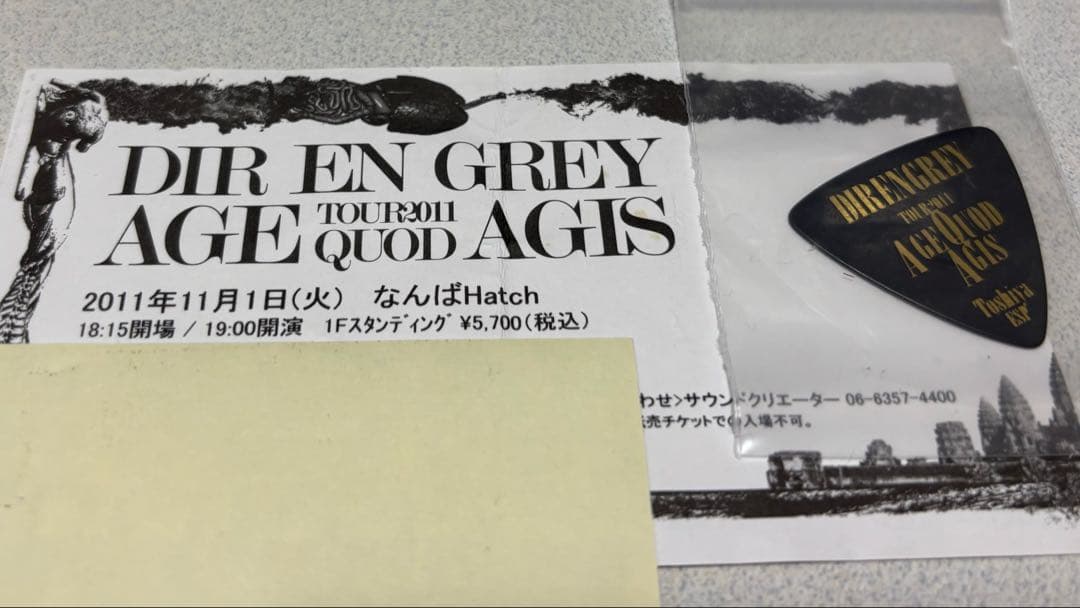 DIR EN GREY
AGE TOUR2011 QUOD AGIS
2011年11月1日(火) なんばHatch
18:15開場 / 19:00開演 1Fスタンディング ¥5,700(税込)
わせ>サウンドクリエーター 06-6357-4400
売チケットでの入場不可。
DIRENGREY
TOUR2011
AGE QUOD
AGIS
Toshiya
ESP